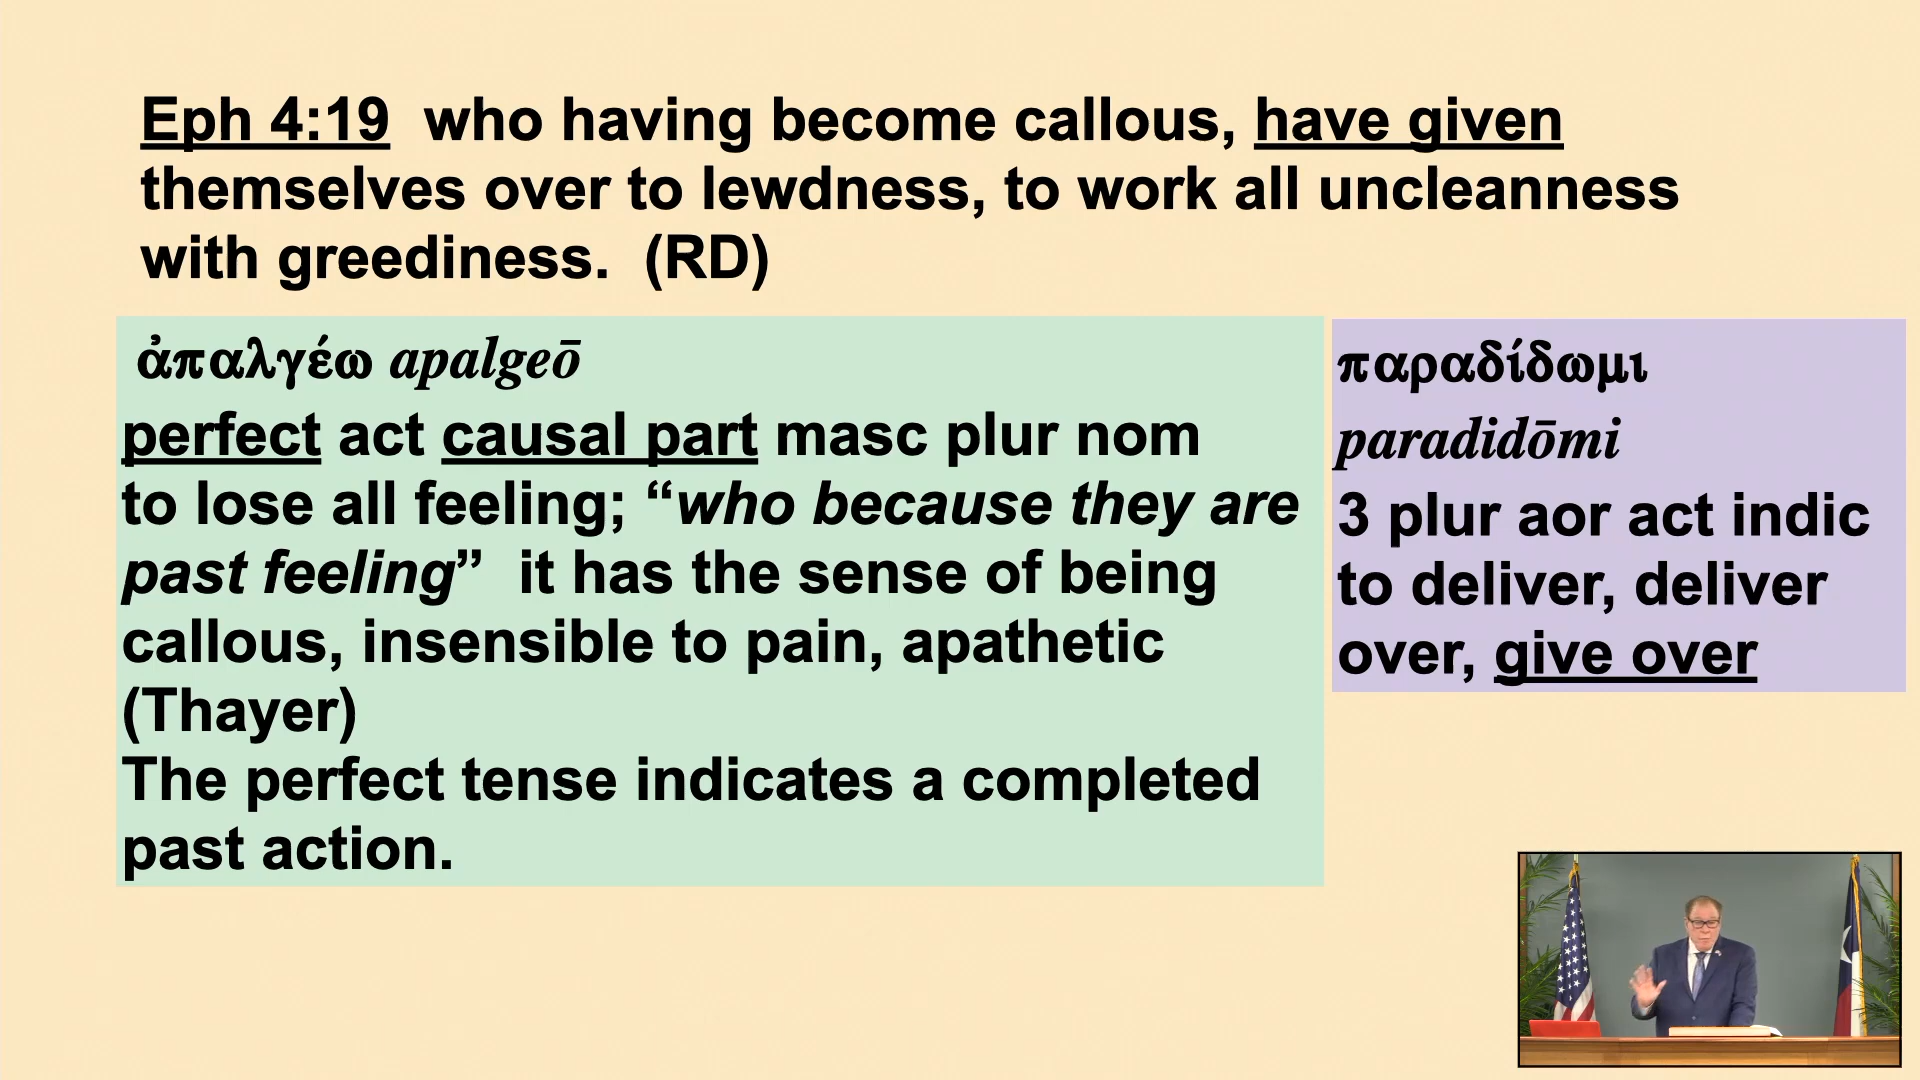 Eph 4:19  who having become callous, have given
themselves over to lewdness, to work all uncleanness
with greediness.  (RD)
ἀπαλγέω apalgeō
perfect act causal part masc plur nom
to lose all feeling; “who because they are
past feeling”  it has the sense of being
callous, insensible to pain, apathetic
(Thayer)
The perfect tense indicates a completed
past action.
παραδίδωμι
paradidōmi
3 plur aor act indic
to deliver, deliver
over, give over